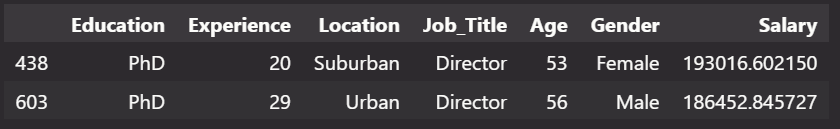 Education Experience Location Job_Title Age Gender Salary
438 PhD 20 Suburban Director 53 Female 193016.602150
603 PhD 29 Urban Director 56 Male 186452.845727